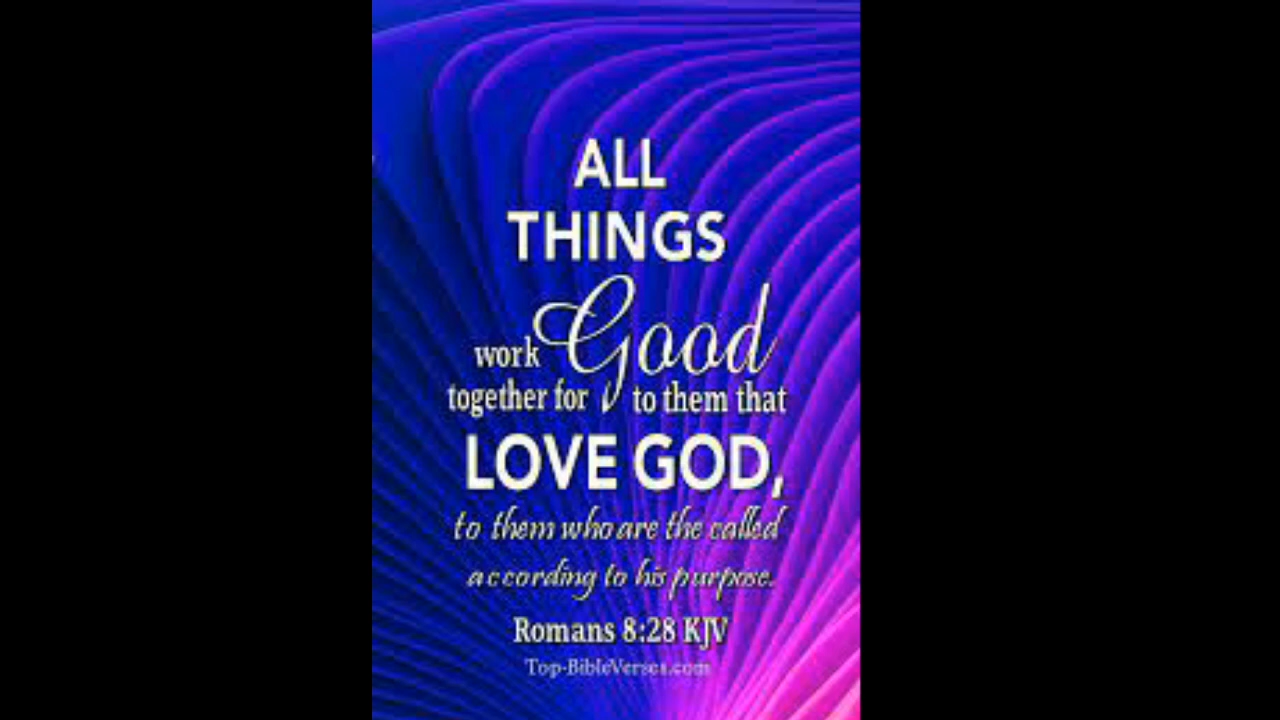 ALL
THINGS
work Good
together for to them that
LOVE GOD,
to them who are the called
according to his purpose.
Romans 8:28 KJV
Top-BibleVerses.com